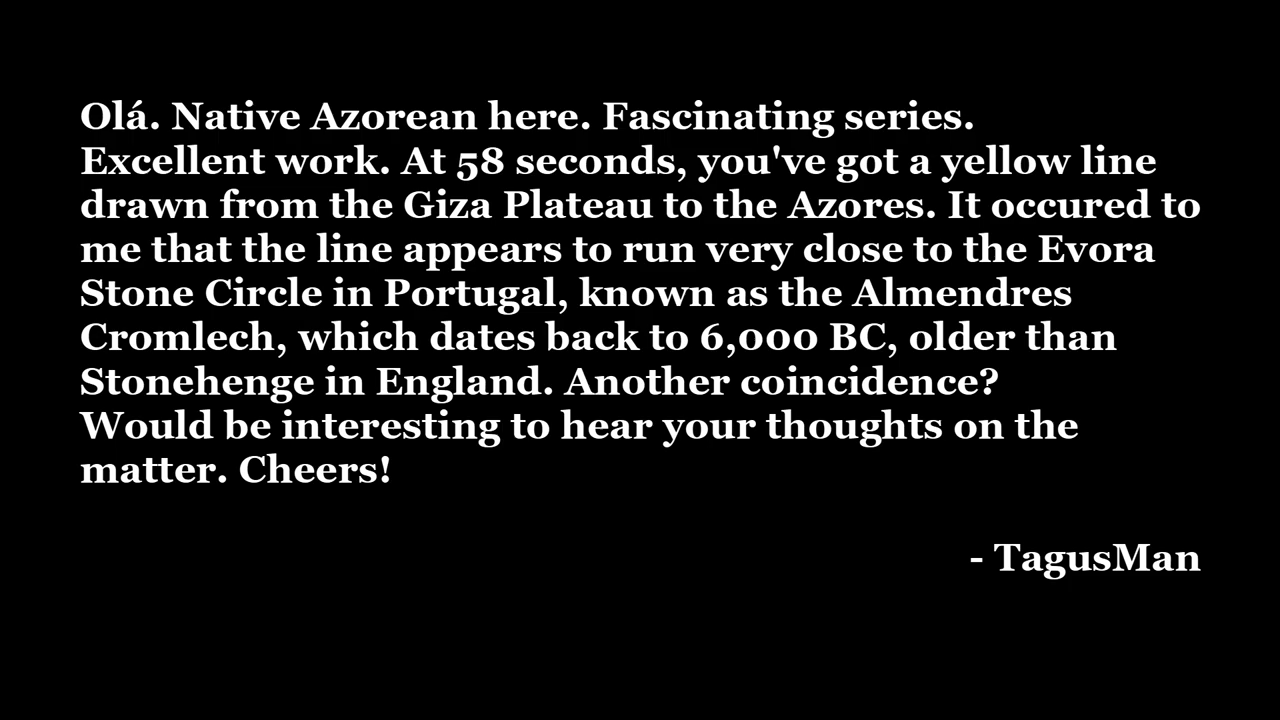 Olá. Native Azorean here. Fascinating series.
Excellent work. At 58 seconds, you've got a yellow line
drawn from the Giza Plateau to the Azores. It occured to
me that the line appears to run very close to the Evora
Stone Circle in Portugal, known as the Almendres
Cromlech, which dates back to 6,000 BC, older than
Stonehenge in England. Another coincidence?
Would be interesting to hear your thoughts on the
matter. Cheers!
- TagusMan